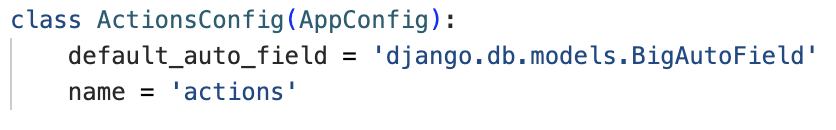 class ActionsConfig(AppConfig):
    default_auto_field = 'django.db.models.BigAutoField'
    name = 'actions'